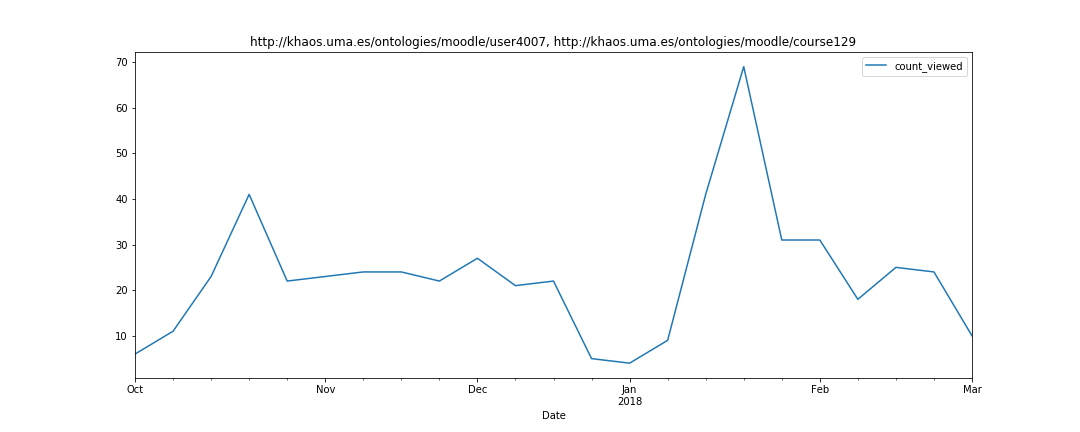 http://khaos.uma.es/ontologies/moodle/user4007, http://khaos.uma.es/ontologies/moodle/course129
count_viewed
70
60
50
40
30
20
10
Oct Nov Dec Jan Feb Mar
2018
Date